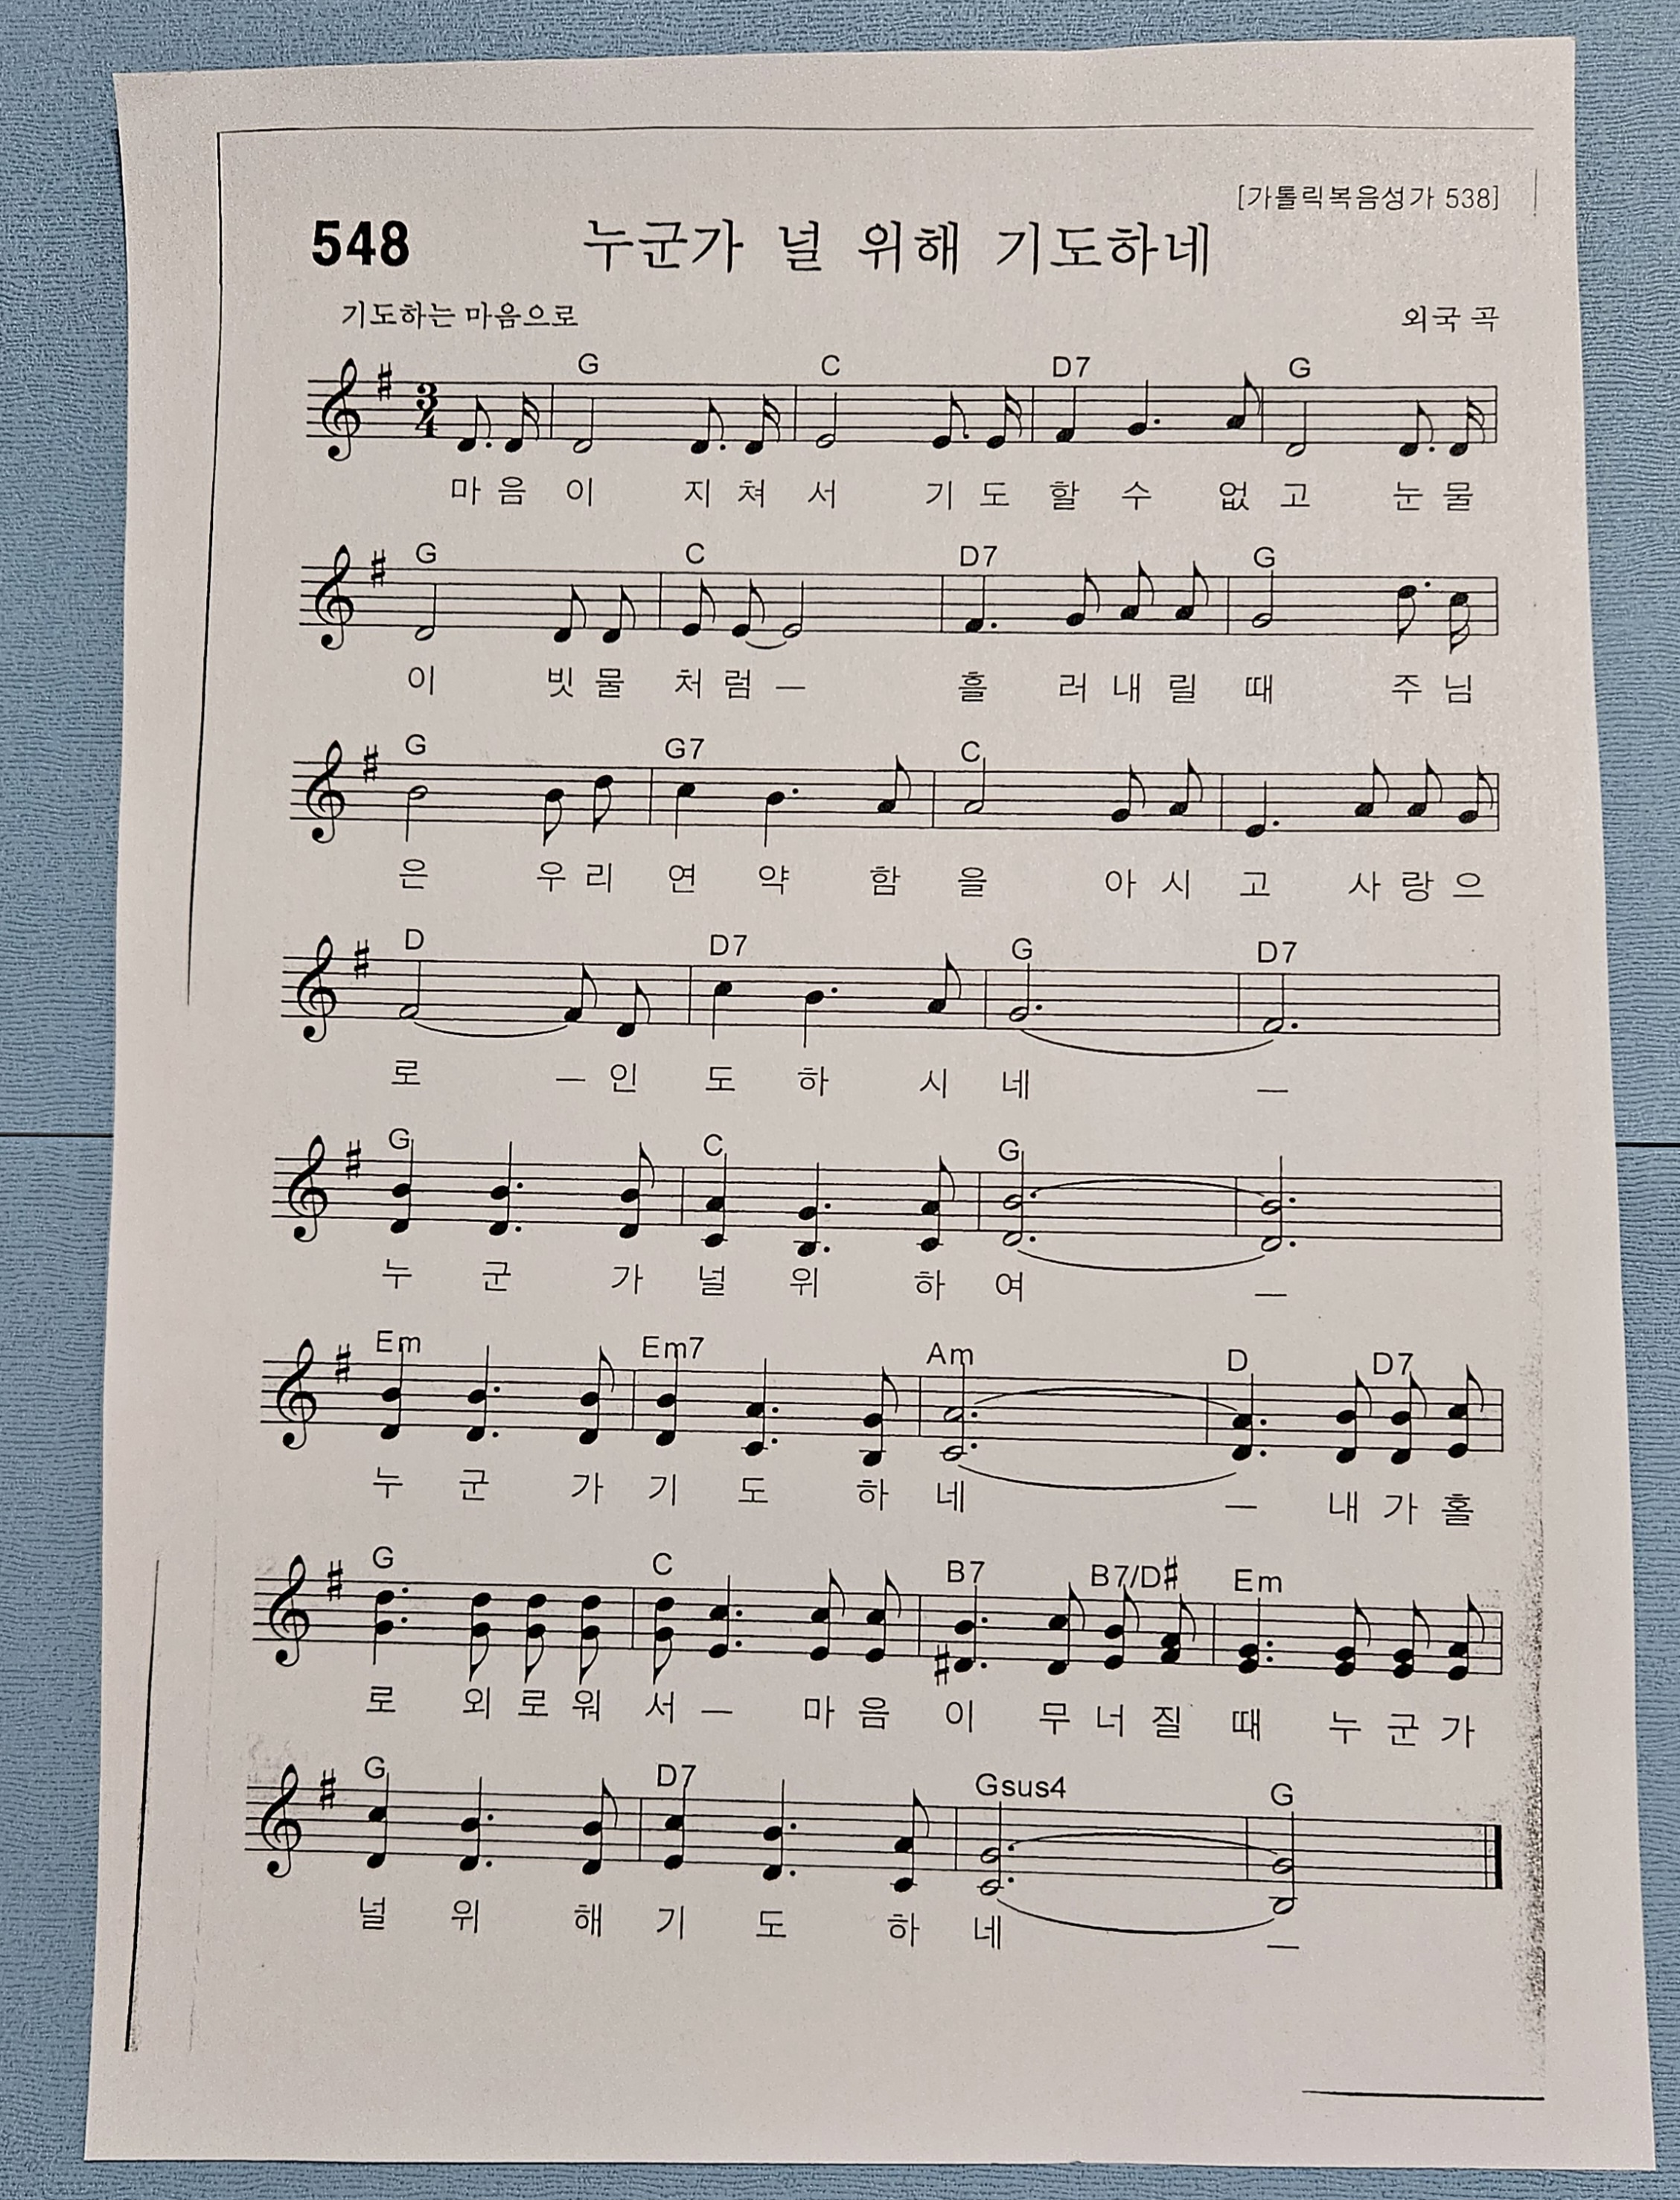 [가톨릭복음성가 538]
548 누군가 널 위해 기도하네
기도하는 마음으로 외국 곡
G C D7 G
3 4
마음 이 지쳐 서 기도 할 수 없 고 눈물
G C D7 G
이 빗물 처럼 — 흘 러내릴 때 주님
G G7 C
은 우리 연 약 함 을 아시 고 사랑으
D D7 G D7
로 — 인 도 하 시 네 —
G C G
누 군 가 널 위 하 여 —
Em Em7 Am D D7
누 군 가 기 도 하 네 — 내가홀
G C B7 B7/D# Em
로 외로워 서 — 마음 이 무너질 때 누군가
G D7 Gsus4 G
널 위 해 기 도 하 네 —